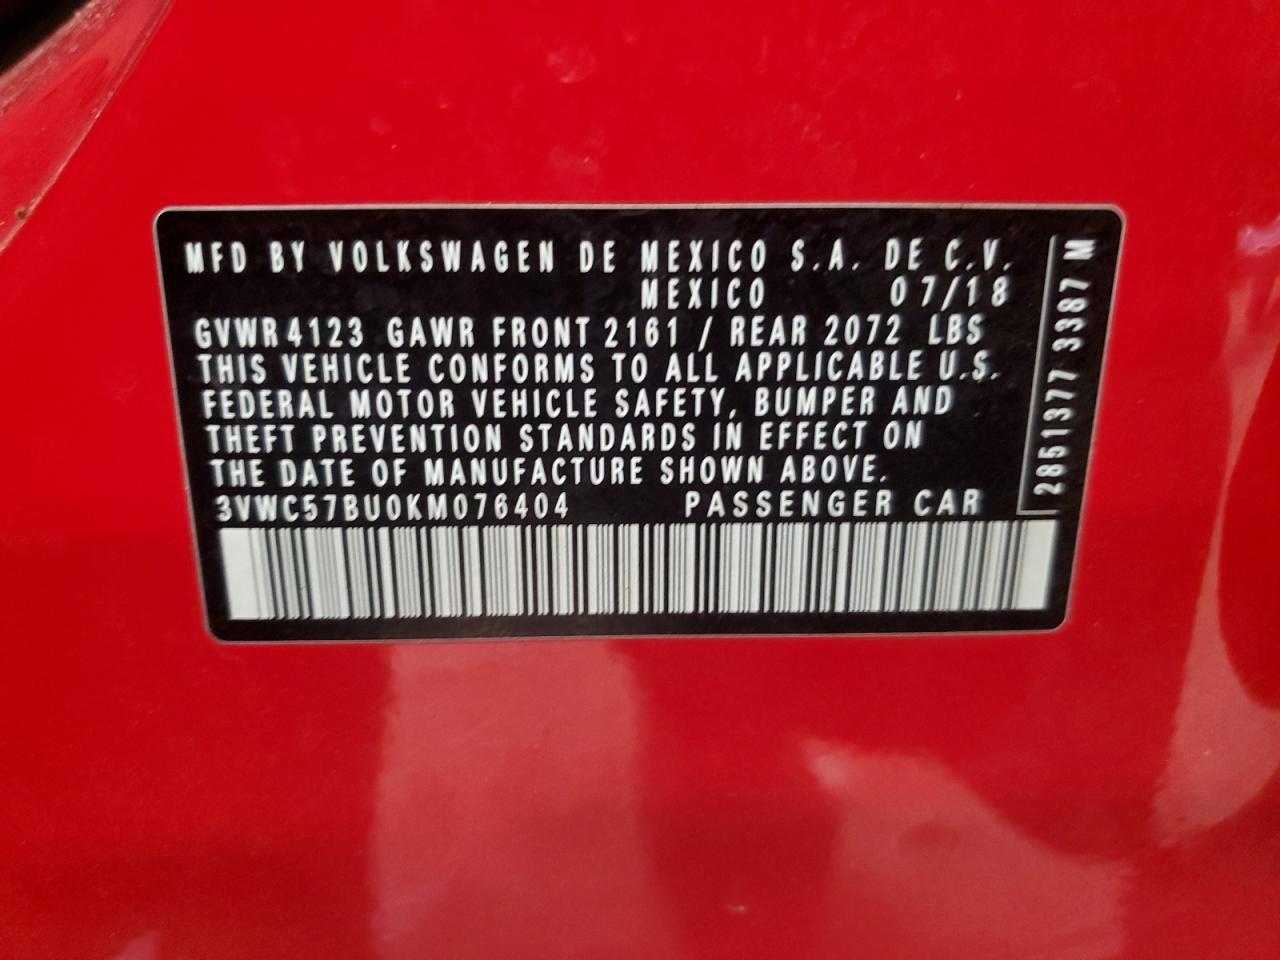 MFD BY VOLKSWAGEN DE MEXICO S.A. DE C.V.
MEXICO 07/18
GVWR 4123 GAWR FRONT 2161 / REAR 2072 LBS
THIS VEHICLE CONFORMS TO ALL APPLICABLE U.S.
FEDERAL MOTOR VEHICLE SAFETY, BUMPER AND
THEFT PREVENTION STANDARDS IN EFFECT ON
THE DATE OF MANUFACTURE SHOWN ABOVE.
3VWC57BU0KM076404 PASSENGER CAR
2851377 3387 M